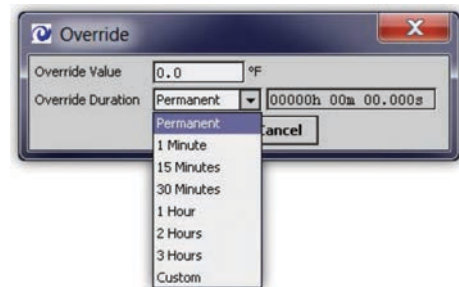 Override
Override Value 0.0 °F
Override Duration Permanent 00000h 00m 00.000s
Permanent
Cancel
1 Minute
15 Minutes
30 Minutes
1 Hour
2 Hours
3 Hours
Custom